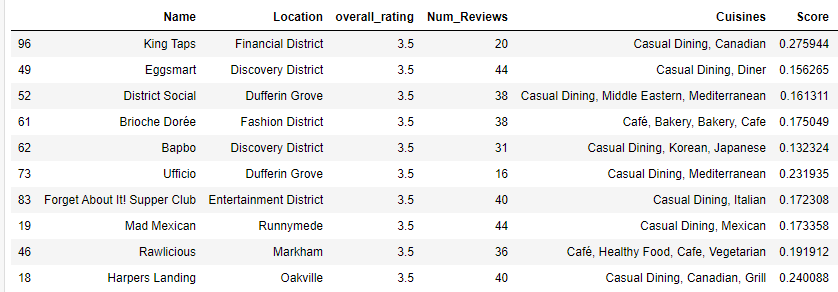 Name Location overall_rating Num_Reviews Cuisines Score
96 King Taps Financial District 3.5 20 Casual Dining, Canadian 0.275944
49 Eggsmart Discovery District 3.5 44 Casual Dining, Diner 0.156265
52 District Social Dufferin Grove 3.5 38 Casual Dining, Middle Eastern, Mediterranean 0.161311
61 Brioche Dorée Fashion District 3.5 38 Café, Bakery, Bakery, Cafe 0.175049
62 Bapbo Discovery District 3.5 31 Casual Dining, Korean, Japanese 0.132324
73 Ufficio Dufferin Grove 3.5 16 Casual Dining, Mediterranean 0.231935
83 Forget About It! Supper Club Entertainment District 3.5 40 Casual Dining, Italian 0.172308
19 Mad Mexican Runnymede 3.5 44 Casual Dining, Mexican 0.173358
46 Rawlicious Markham 3.5 36 Café, Healthy Food, Cafe, Vegetarian 0.191912
18 Harpers Landing Oakville 3.5 40 Casual Dining, Canadian, Grill 0.240088